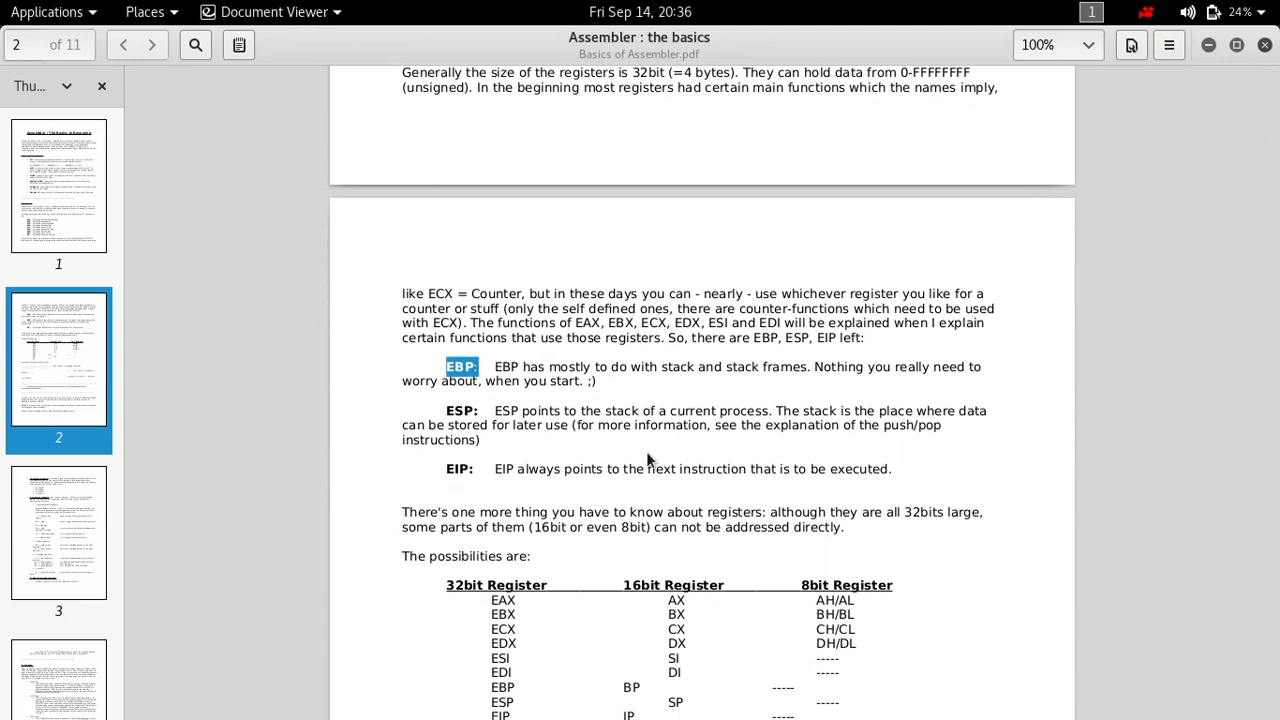 Applications Places Document Viewer Fri Sep 14, 20:36 1 24%
2 of 11 Assembler : the basics 100%
Basics of Assembler.pdf
Thu...
1
2
3
Generally the size of the registers is 32bit (=4 bytes). They can hold data from 0-FFFFFFFF
(unsigned). In the beginning most registers had certain main functions which the names imply,
like ECX = Counter, but in these days you can - nearly - use whichever register you like for a
counter or stuff (only the self defined ones, there are counter-functions which need to be used
with ECX). The functions of EAX, EBX, ECX, EDX, ESI and EDI will be explained when I explain
certain functions that use those registers. So, there are EBP, ESP, EIP left:
EBP: EBP has mostly to do with stack and stack frames. Nothing you really need to
worry about, when you start. ;)
ESP: ESP points to the stack of a current process. The stack is the place where data
can be stored for later use (for more information, see the explanation of the push/pop
instructions)
EIP: EIP always points to the next instruction that is to be executed.
There's one more thing you have to know about registers: although they are all 32bits large,
some parts of them (16bit or even 8bit) can not be addressed directly.
The possibilities are:
32bit Register 16bit Register 8bit Register
EAX AX AH/AL
EBX BX BH/BL
ECX CX CH/CL
EDX DX DH/DL
ESI SI -----
EDI DI -----
EBP BP -----
ESP SP -----
EIP IP -----